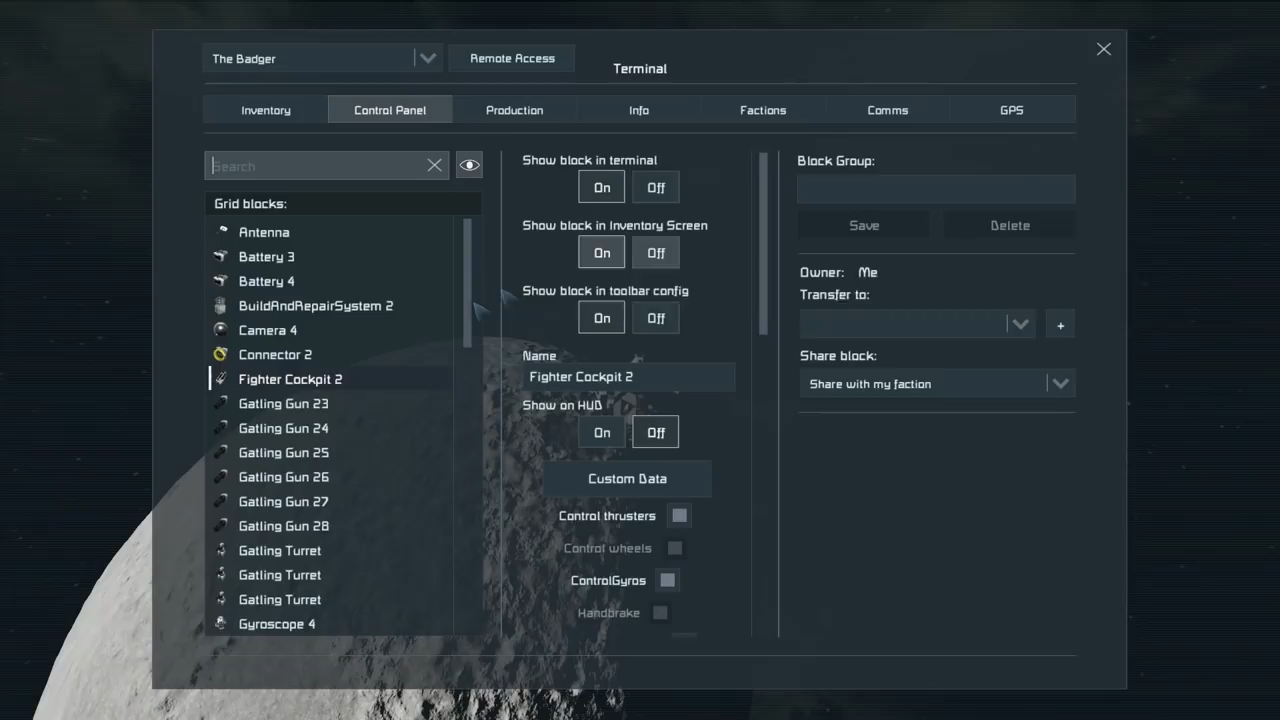 The Badger
Remote Access
Terminal
Inventory
Control Panel
Production
Info
Factions
Comms
GPS
Search
Grid blocks:
Antenna
Battery 3
Battery 4
BuildAndRepairSystem 2
Camera 4
Connector 2
Fighter Cockpit 2
Gatling Gun 23
Gatling Gun 24
Gatling Gun 25
Gatling Gun 26
Gatling Gun 27
Gatling Gun 28
Gatling Turret
Gatling Turret
Gatling Turret
Gyroscope 4
Show block in terminal
On Off
Show block in Inventory Screen
On Off
Show block in toolbar config
On Off
Name
Fighter Cockpit 2
Show on HUD
On Off
Custom Data
Control thrusters
Control wheels
ControlGyros
Handbrake
Block Group:
Save Delete
Owner: Me
Transfer to:
+
Share block:
Share with my faction